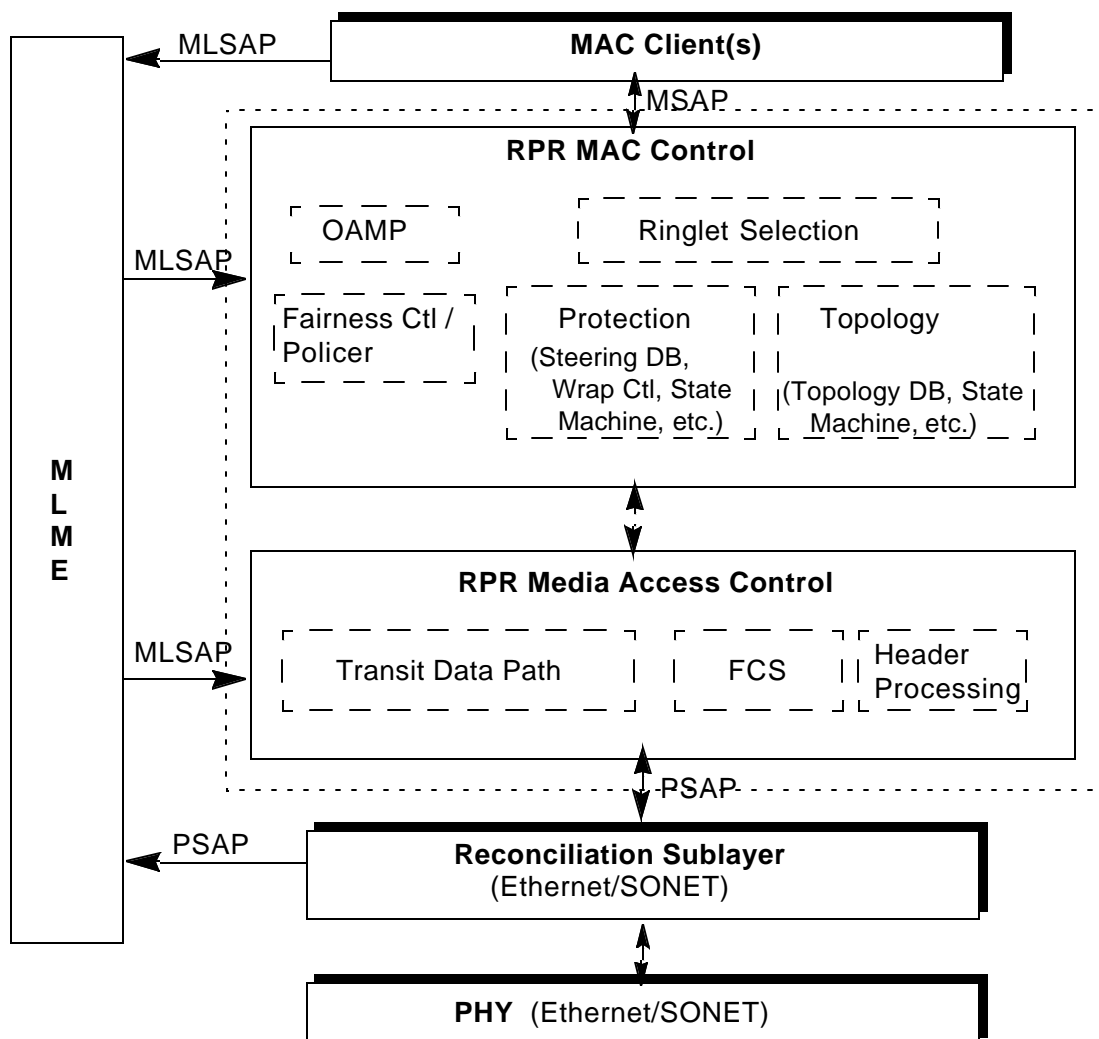 MAC Client(s)
MLSAP
MSAP
RPR MAC Control
OAMP
Ringlet Selection
MLSAP
Fairness Ctl /
Policer
Protection
(Steering DB,
Wrap Ctl, State
Machine, etc.)
Topology
(Topology DB, State
Machine, etc.)
M
L
M
E
RPR Media Access Control
MLSAP
Transit Data Path
FCS
Header
Processing
PSAP
PSAP
Reconciliation Sublayer
(Ethernet/SONET)
PHY (Ethernet/SONET)